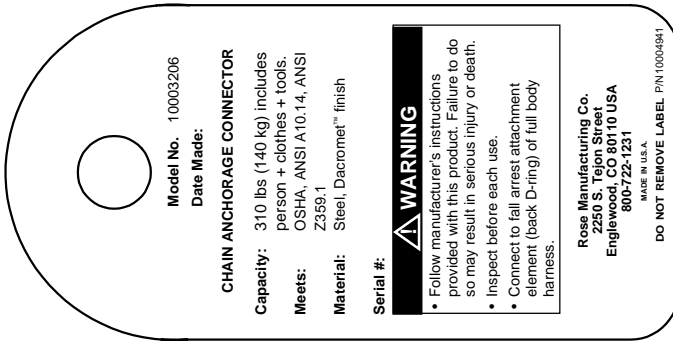 Model No. 10003206
Date Made:
CHAIN ANCHORAGE CONNECTOR
Capacity: 310 lbs (140 kg) includes
person + clothes + tools.
Meets: OSHA, ANSI A10.14, ANSI
Z359.1
Material: Steel, Dacromet™ finish
Serial #:
⚠ WARNING
• Follow manufacturer's instructions
provided with this product. Failure to do
so may result in serious injury or death.
• Inspect before each use.
• Connect to fall arrest attachment
element (back D-ring) of full body
harness.
Rose Manufacturing Co.
2250 S. Tejon Street
Englewood, CO 80110 USA
800-722-1231
MADE IN U.S.A.
DO NOT REMOVE LABEL P/N10004941